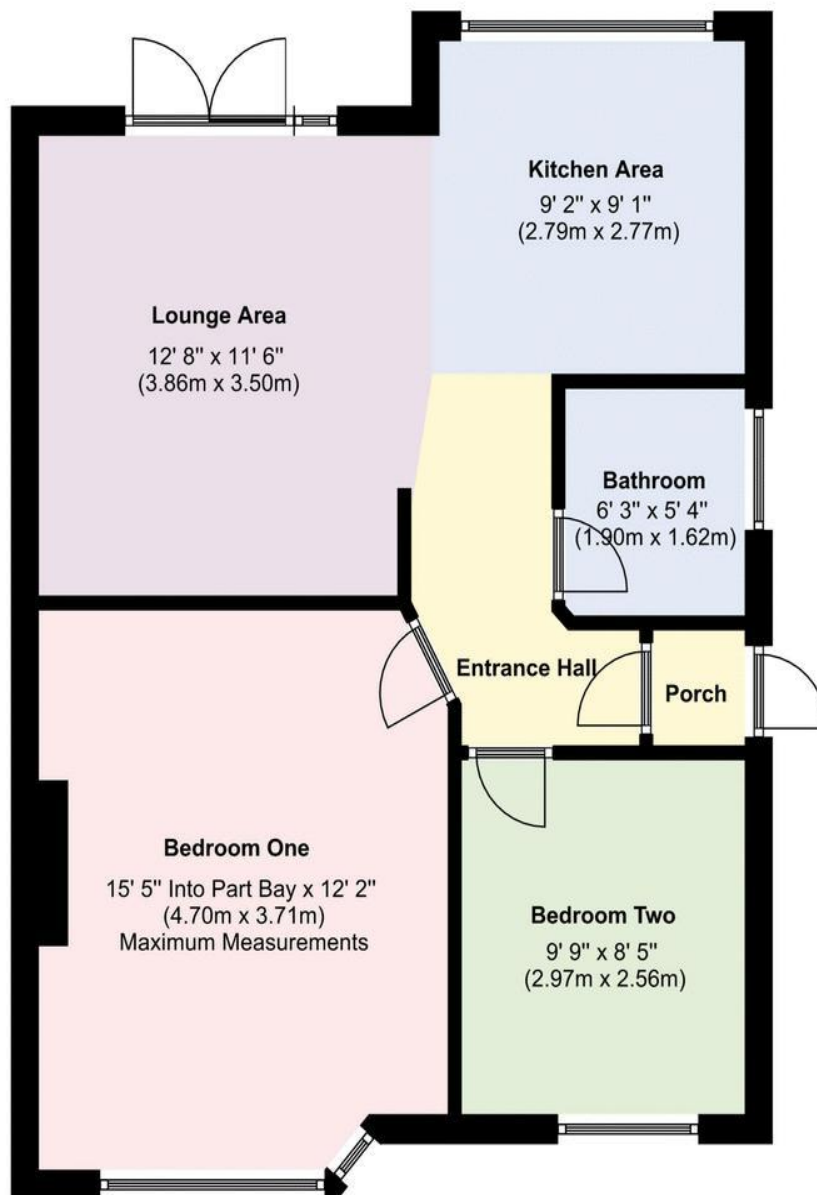 Kitchen Area
9' 2" x 9' 1"
(2.79m x 2.77m)
Lounge Area
12' 8" x 11' 6"
(3.86m x 3.50m)
Bathroom
6' 3" x 5' 4"
(1.90m x 1.62m)
Entrance Hall
Porch
Bedroom One
15' 5" Into Part Bay x 12' 2"
(4.70m x 3.71m)
Maximum Measurements
Bedroom Two
9' 9" x 8' 5"
(2.97m x 2.56m)